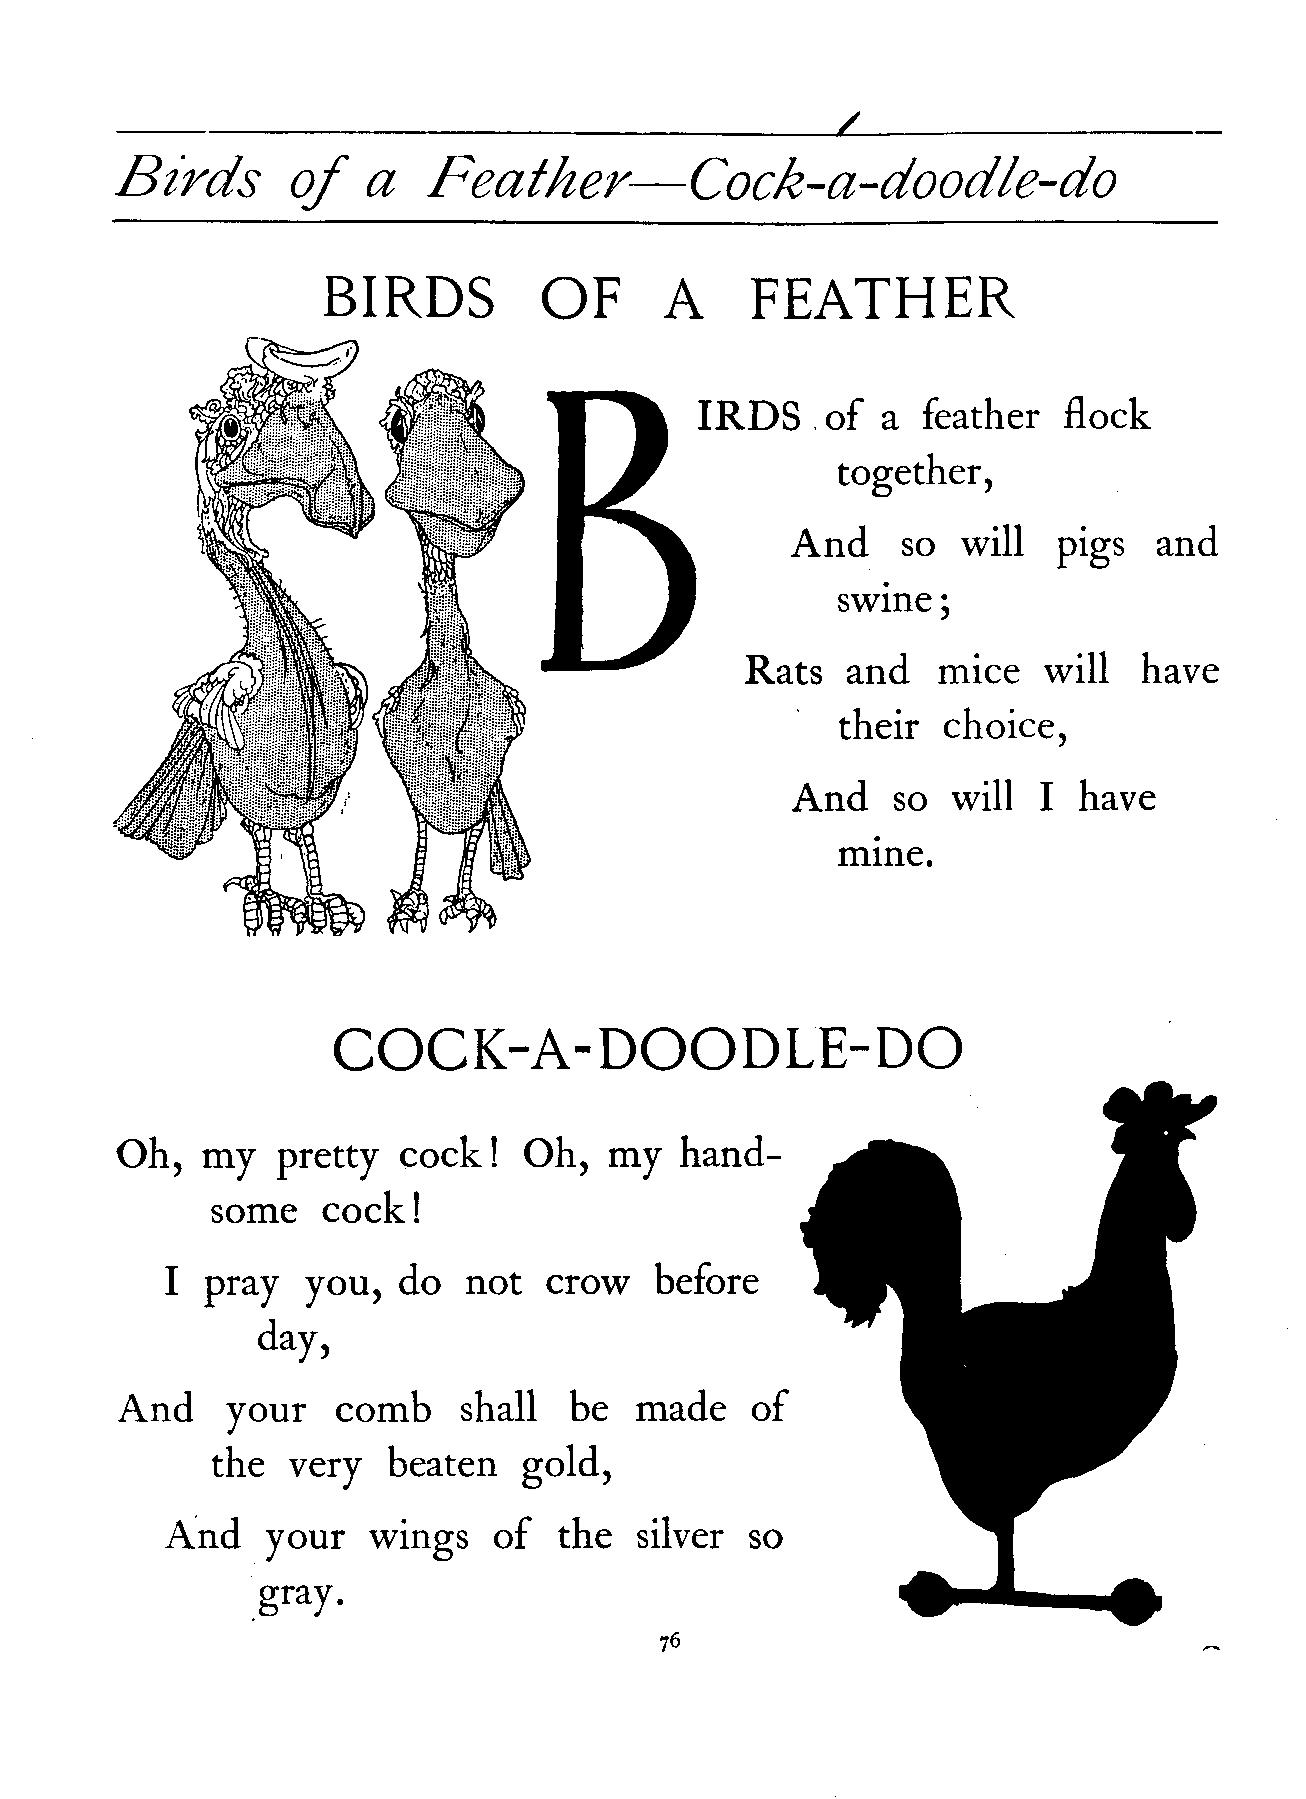 Birds of a Feather—Cock-a-doodle-do
BIRDS OF A FEATHER
BIRDS of a feather flock
together,
And so will pigs and
swine;
Rats and mice will have
their choice,
And so will I have
mine.
COCK-A-DOODLE-DO
Oh, my pretty cock! Oh, my hand-
some cock!
I pray you, do not crow before
day,
And your comb shall be made of
the very beaten gold,
And your wings of the silver so
gray.
76